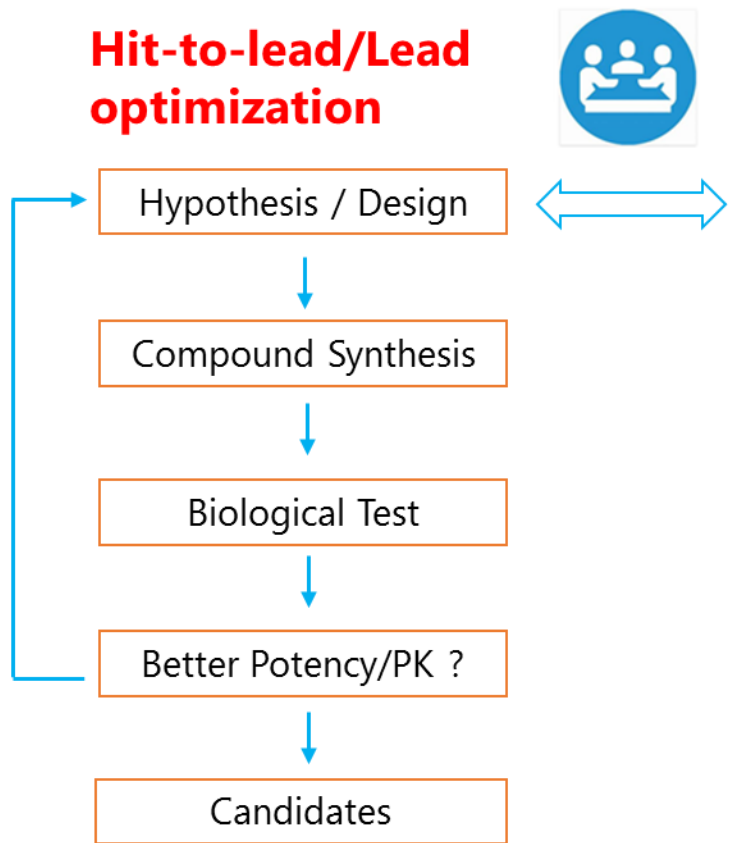 Hit-to-lead/Lead
optimization
Hypothesis / Design
Compound Synthesis
Biological Test
Better Potency/PK ?
Candidates